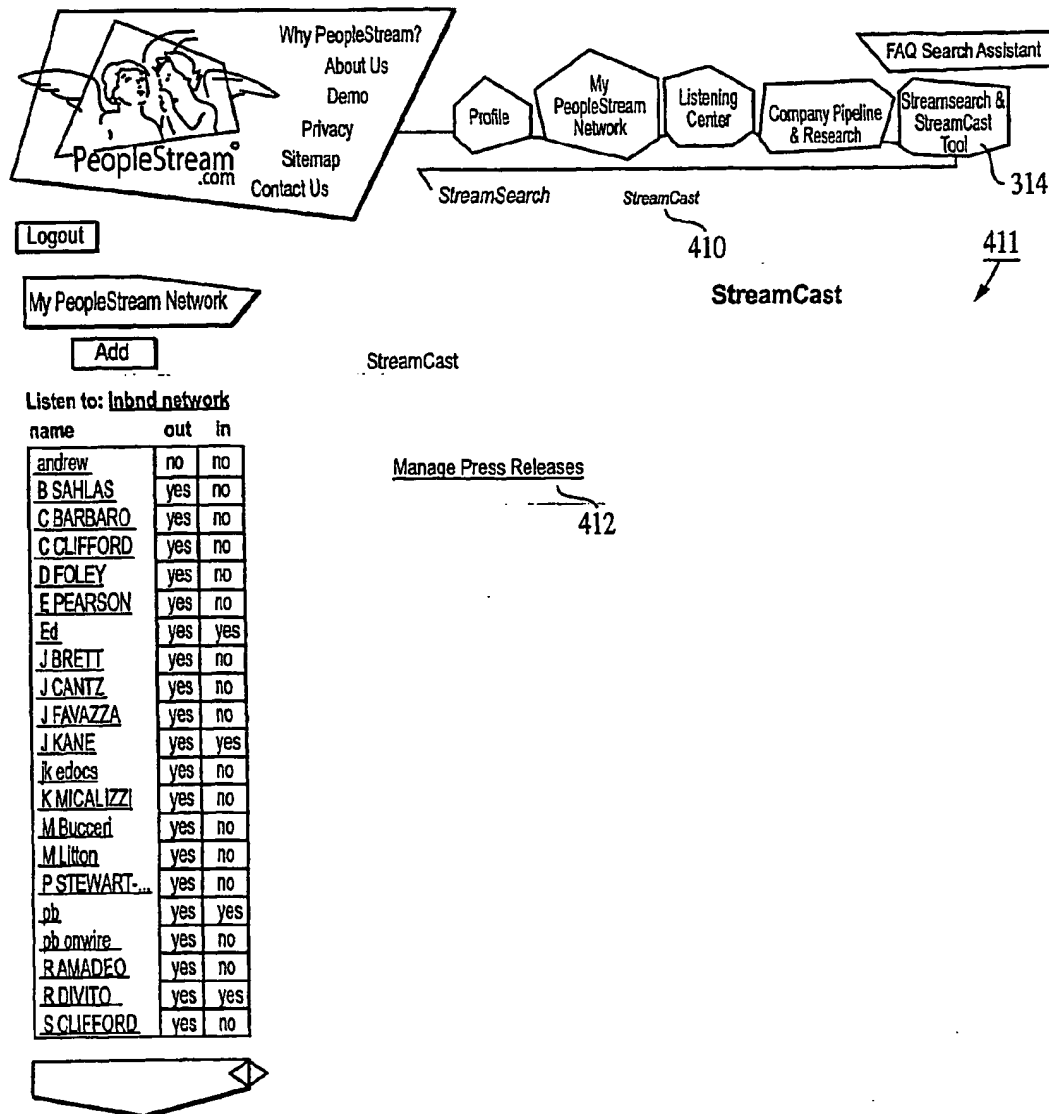 Why PeopleStream?
About Us
Demo
Privacy
Sitemap
Contact Us
PeopleStream
.com
FAQ Search Assistant
Profile
My
PeopleStream
Network
Listening
Center
Company Pipeline
& Research
Streamsearch &
StreamCast
Tool
314
StreamSearch
StreamCast
410
411
Logout
My PeopleStream Network
StreamCast
Add
StreamCast
Listen to: Inbnd network
name out in
andrew no no
B SAHLAS yes no
Manage Press Releases
412
C BARBARO yes no
C CLIFFORD yes no
D FOLEY yes no
E PEARSON yes no
Ed yes yes
J BRETT yes no
J CANTZ yes no
J FAVAZZA yes no
J KANE yes yes
jk edocs yes no
K MICALIZZI yes no
M Bucceri yes no
M Litton yes no
P STEWART-... yes no
pb yes yes
pb onwire yes no
R AMADEO yes no
R DIVITO yes yes
S CLIFFORD yes no